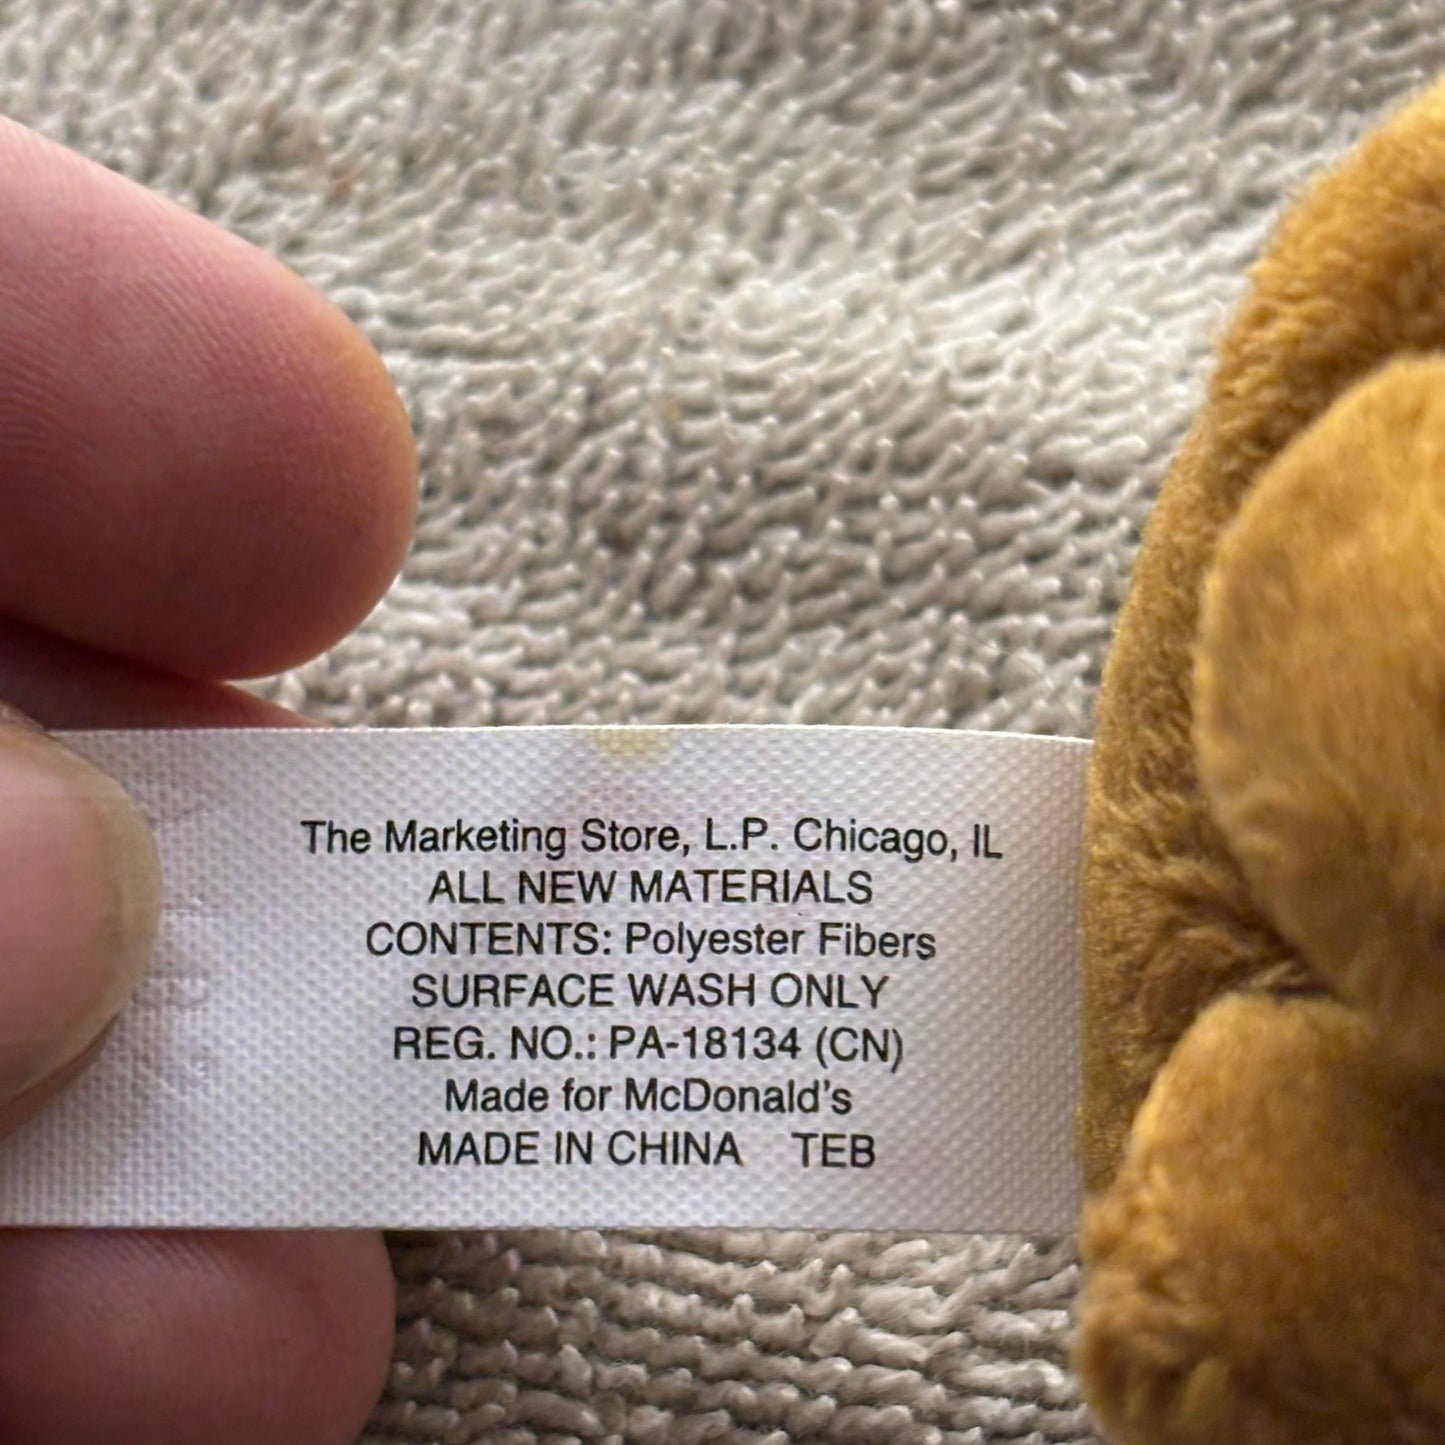 The Marketing Store, L.P. Chicago, IL
ALL NEW MATERIALS
CONTENTS: Polyester Fibers
SURFACE WASH ONLY
REG. NO.: PA-18134 (CN)
Made for McDonald's
MADE IN CHINA TEB